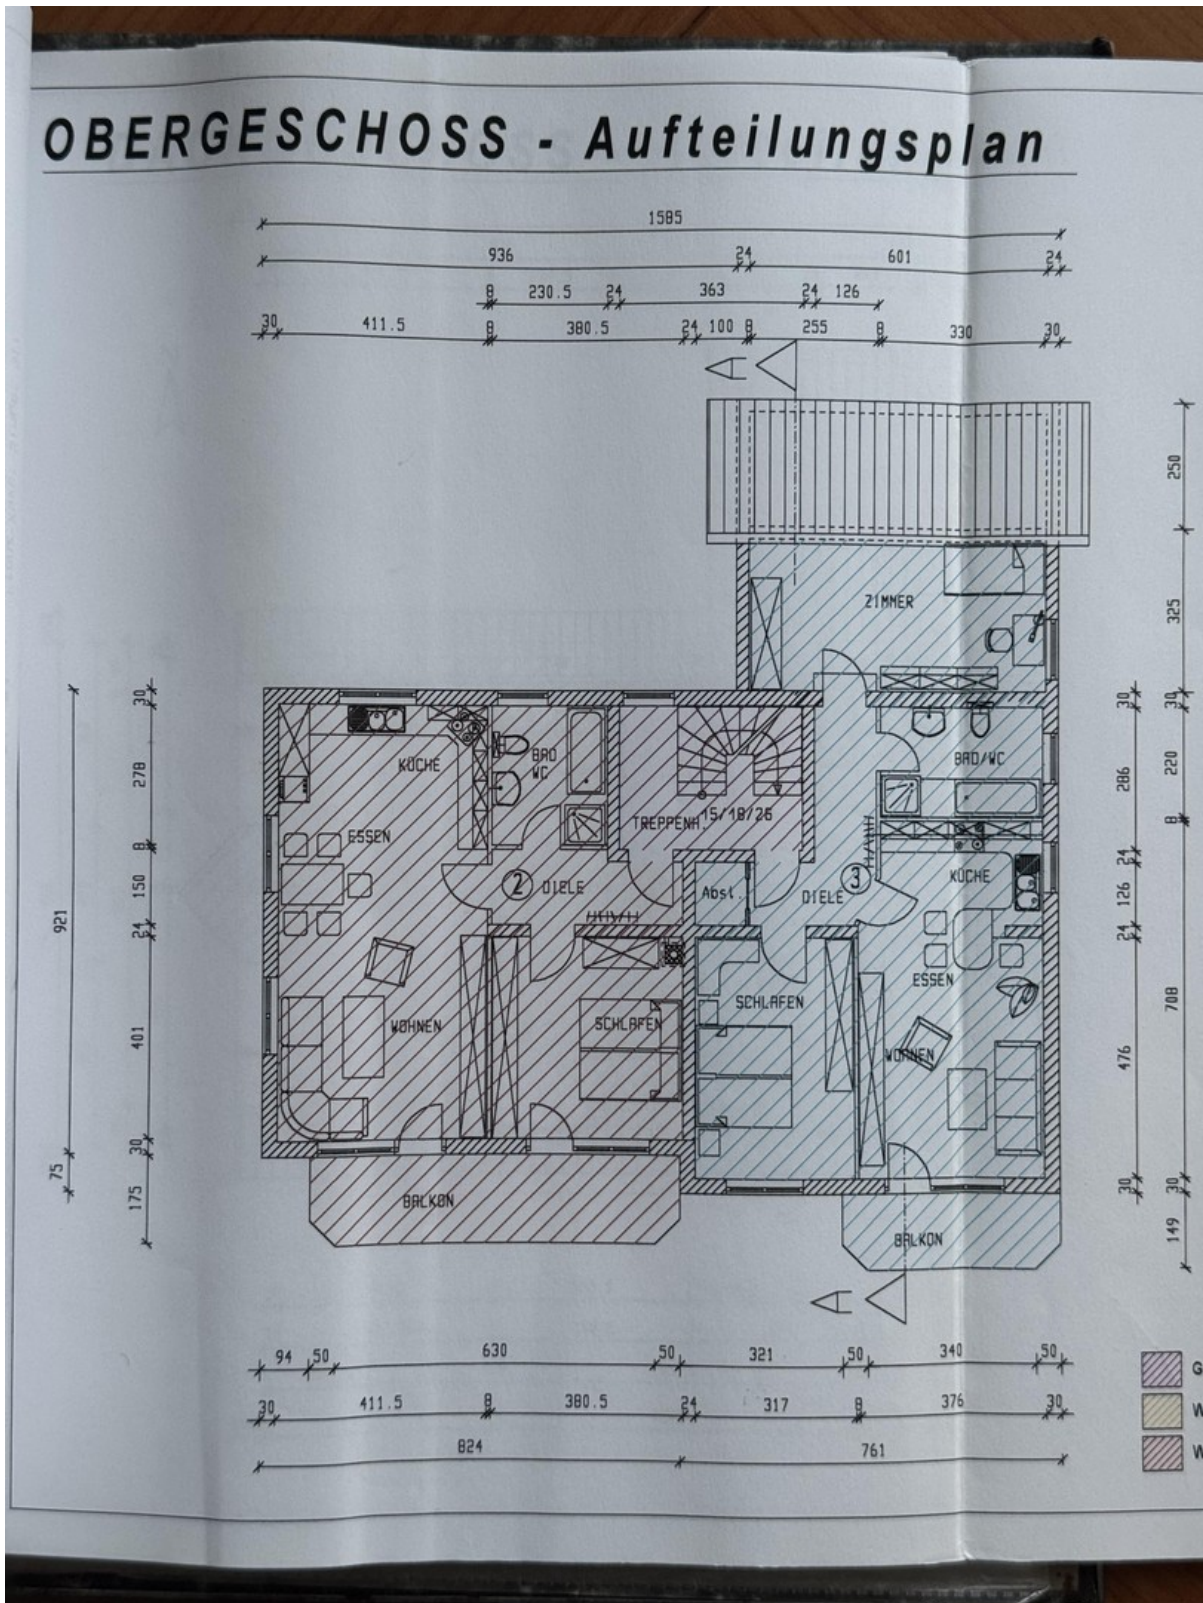 OBERGESCHOSS - Aufteilungsplan
1585
936 24 601 24
8 230.5 24 363 24 126
30 411.5 8 380.5 24 100 8 255 8 330 30
A
250
325
30 220 8 708 30 149
30 286 24 126 24 476 30
921 75
30 278 8 150 24 401 30 175
ZIMMER
KÜCHE
BAD
WC
BAD/WC
TREPPENH. 15/18/26
ESSEN
KÜCHE
2 DIELE
Abst.
DIELE 3
ESSEN
WOHNEN
SCHLAFEN
SCHLAFEN
WOHNEN
BALKON
BALKON
A
94 50 630 50 321 50 340 50
30 411.5 8 380.5 24 317 8 376 30
824 761
G
W
W